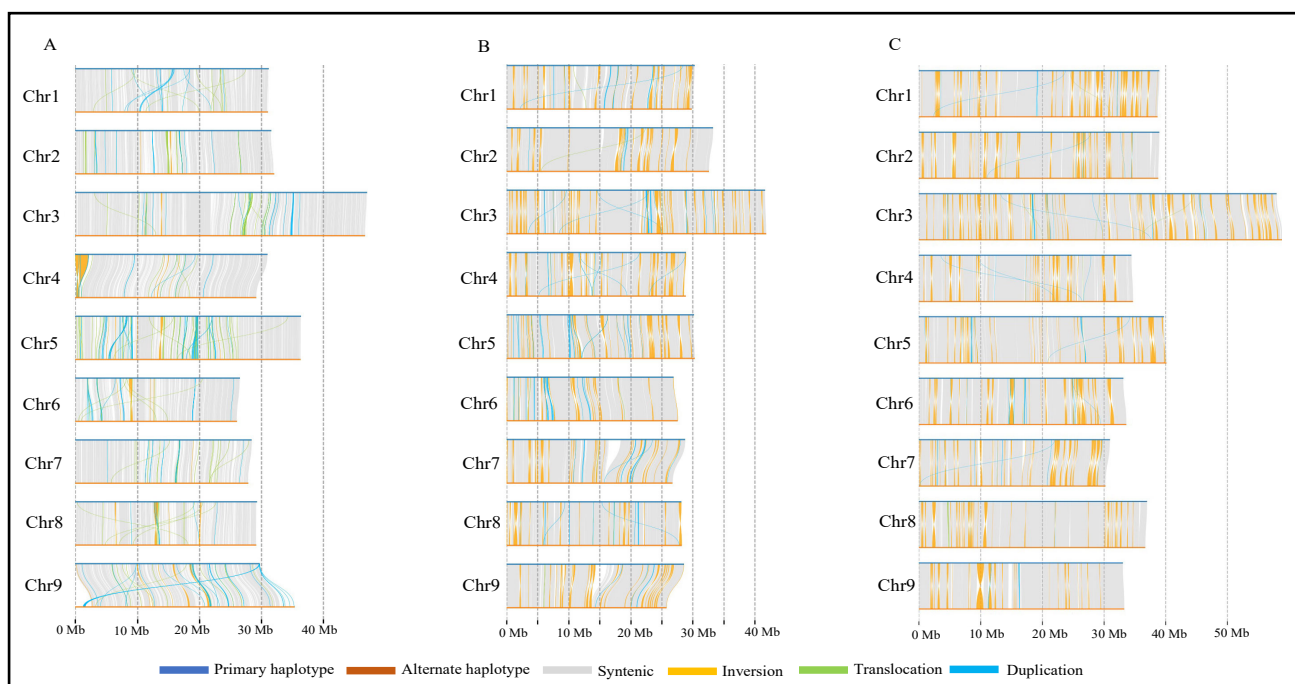 A
Chr1
Chr2
Chr3
Chr4
Chr5
Chr6
Chr7
Chr8
Chr9
0 Mb 10 Mb 20 Mb 30 Mb 40 Mb
B
Chr1
Chr2
Chr3
Chr4
Chr5
Chr6
Chr7
Chr8
Chr9
0 Mb 10 Mb 20 Mb 30 Mb 40 Mb
C
Chr1
Chr2
Chr3
Chr4
Chr5
Chr6
Chr7
Chr8
Chr9
0 Mb 10 Mb 20 Mb 30 Mb 40 Mb 50 Mb
Primary haplotype Alternate haplotype Syntenic Inversion Translocation Duplication